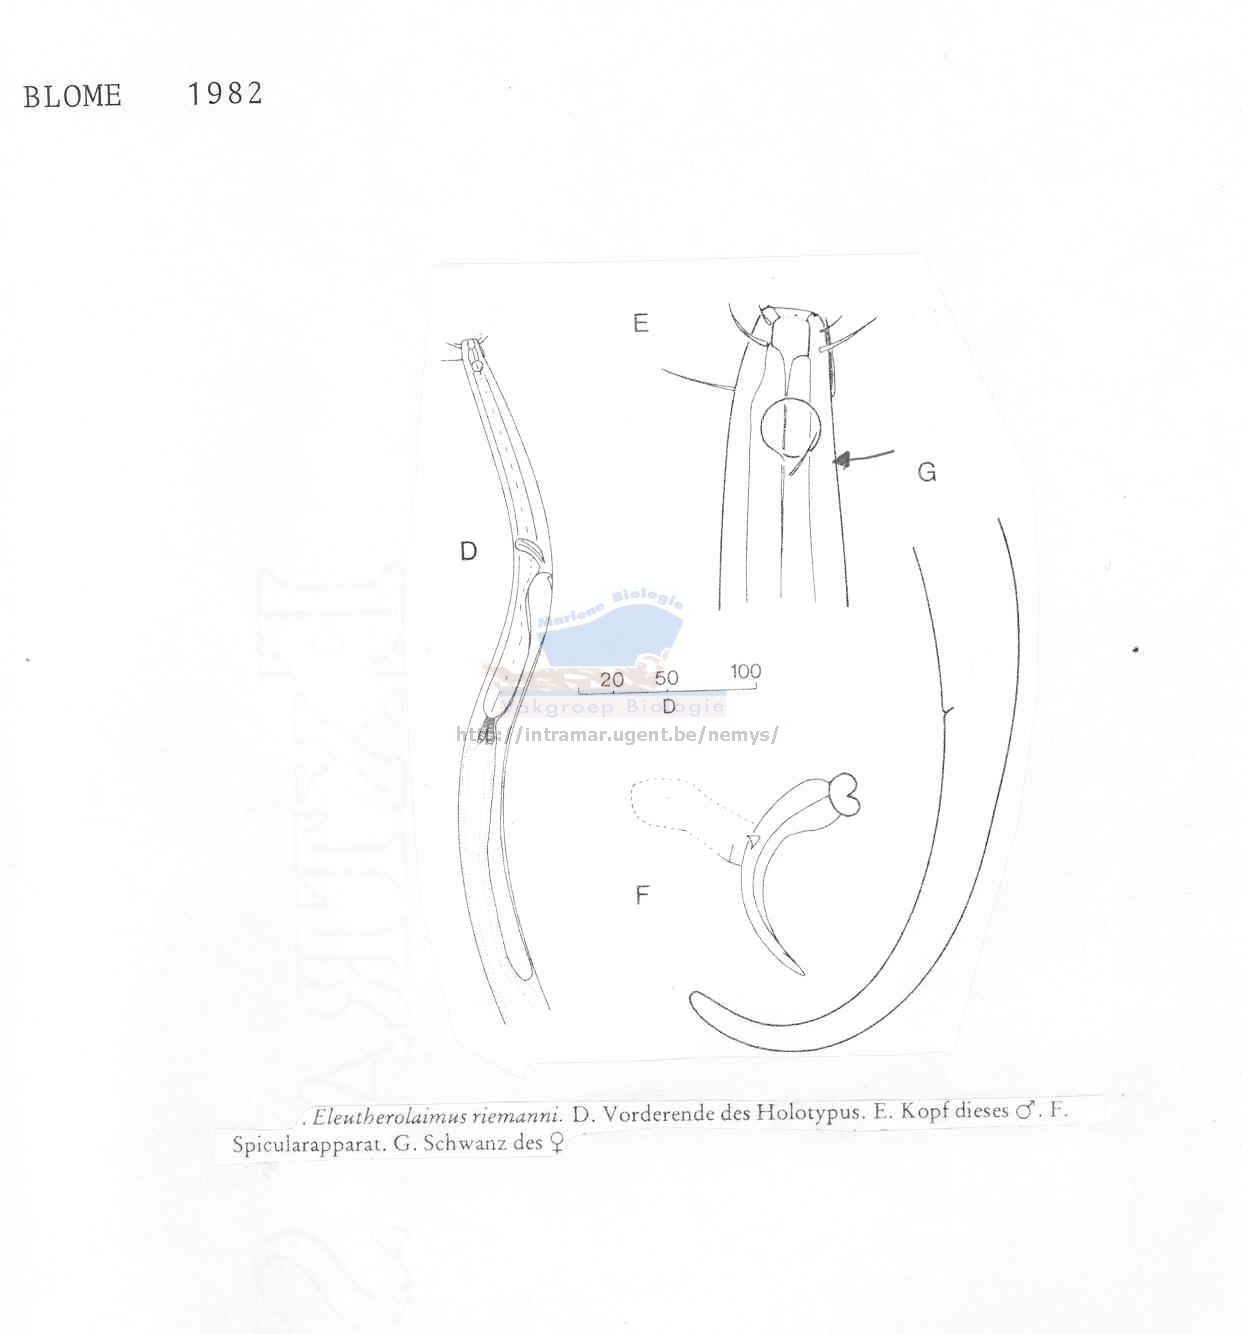 BLOME 1982
E
G
D
Mariene Biologie
20 50 100
D
Vakgroep Biologie
http://intramar.ugent.be/nemys/
F
. Eleutherolaimus riemanni. D. Vorderende des Holotypus. E. Kopf dieses ♂. F.
Spicularapparat. G. Schwanz des ♀